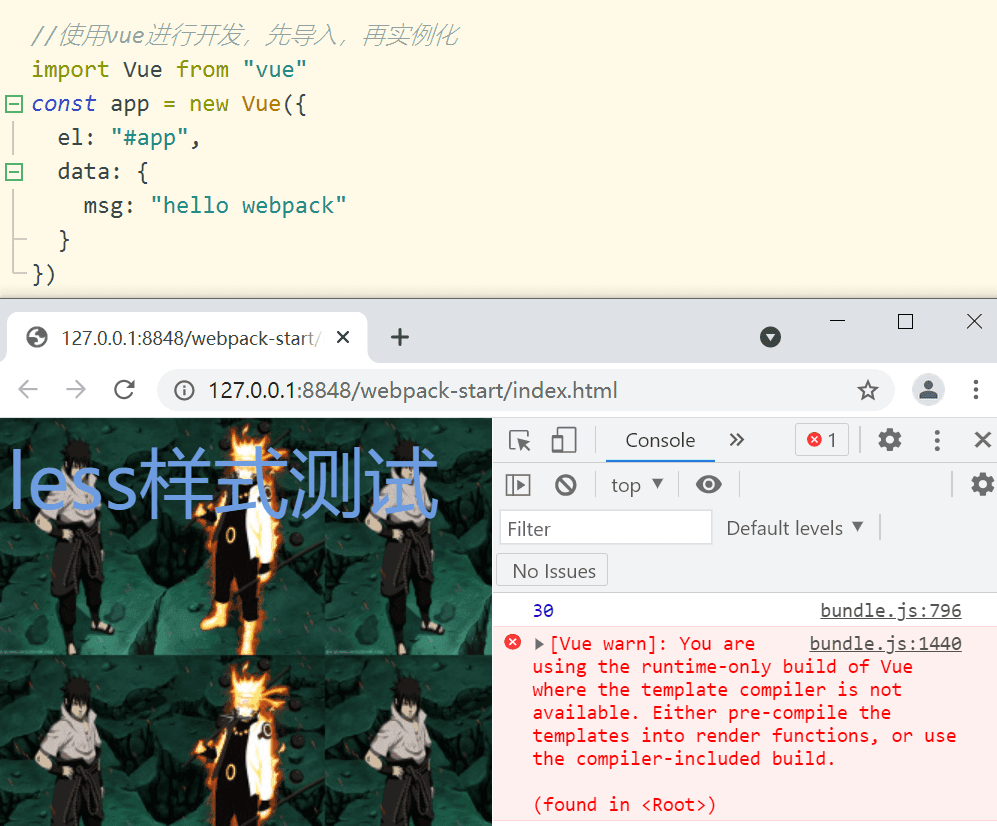 //使用vue进行开发，先导入，再实例化
import Vue from "vue"
const app = new Vue({
  el: "#app",
  data: {
    msg: "hello webpack"
  }
})
127.0.0.1:8848/webpack-start/
127.0.0.1:8848/webpack-start/index.html
less样式测试
Console
1
top
Filter
Default levels
No Issues
30 bundle.js:796
[Vue warn]: You are bundle.js:1440
using the runtime-only build of Vue
where the template compiler is not
available. Either pre-compile the
templates into render functions, or use
the compiler-included build.
(found in <Root>)